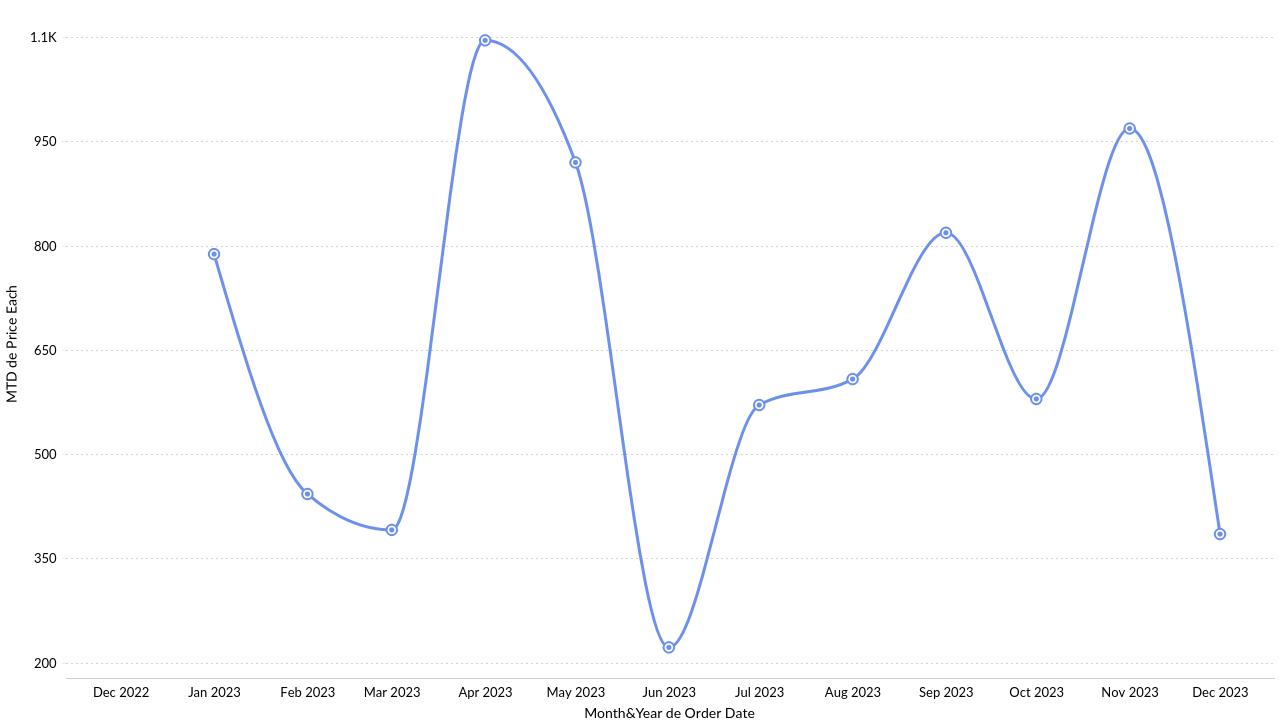 1.1K
950
800
650
500
350
200
MTD de Price Each
Dec 2022 Jan 2023 Feb 2023 Mar 2023 Apr 2023 May 2023 Jun 2023 Jul 2023 Aug 2023 Sep 2023 Oct 2023 Nov 2023 Dec 2023
Month&Year de Order Date